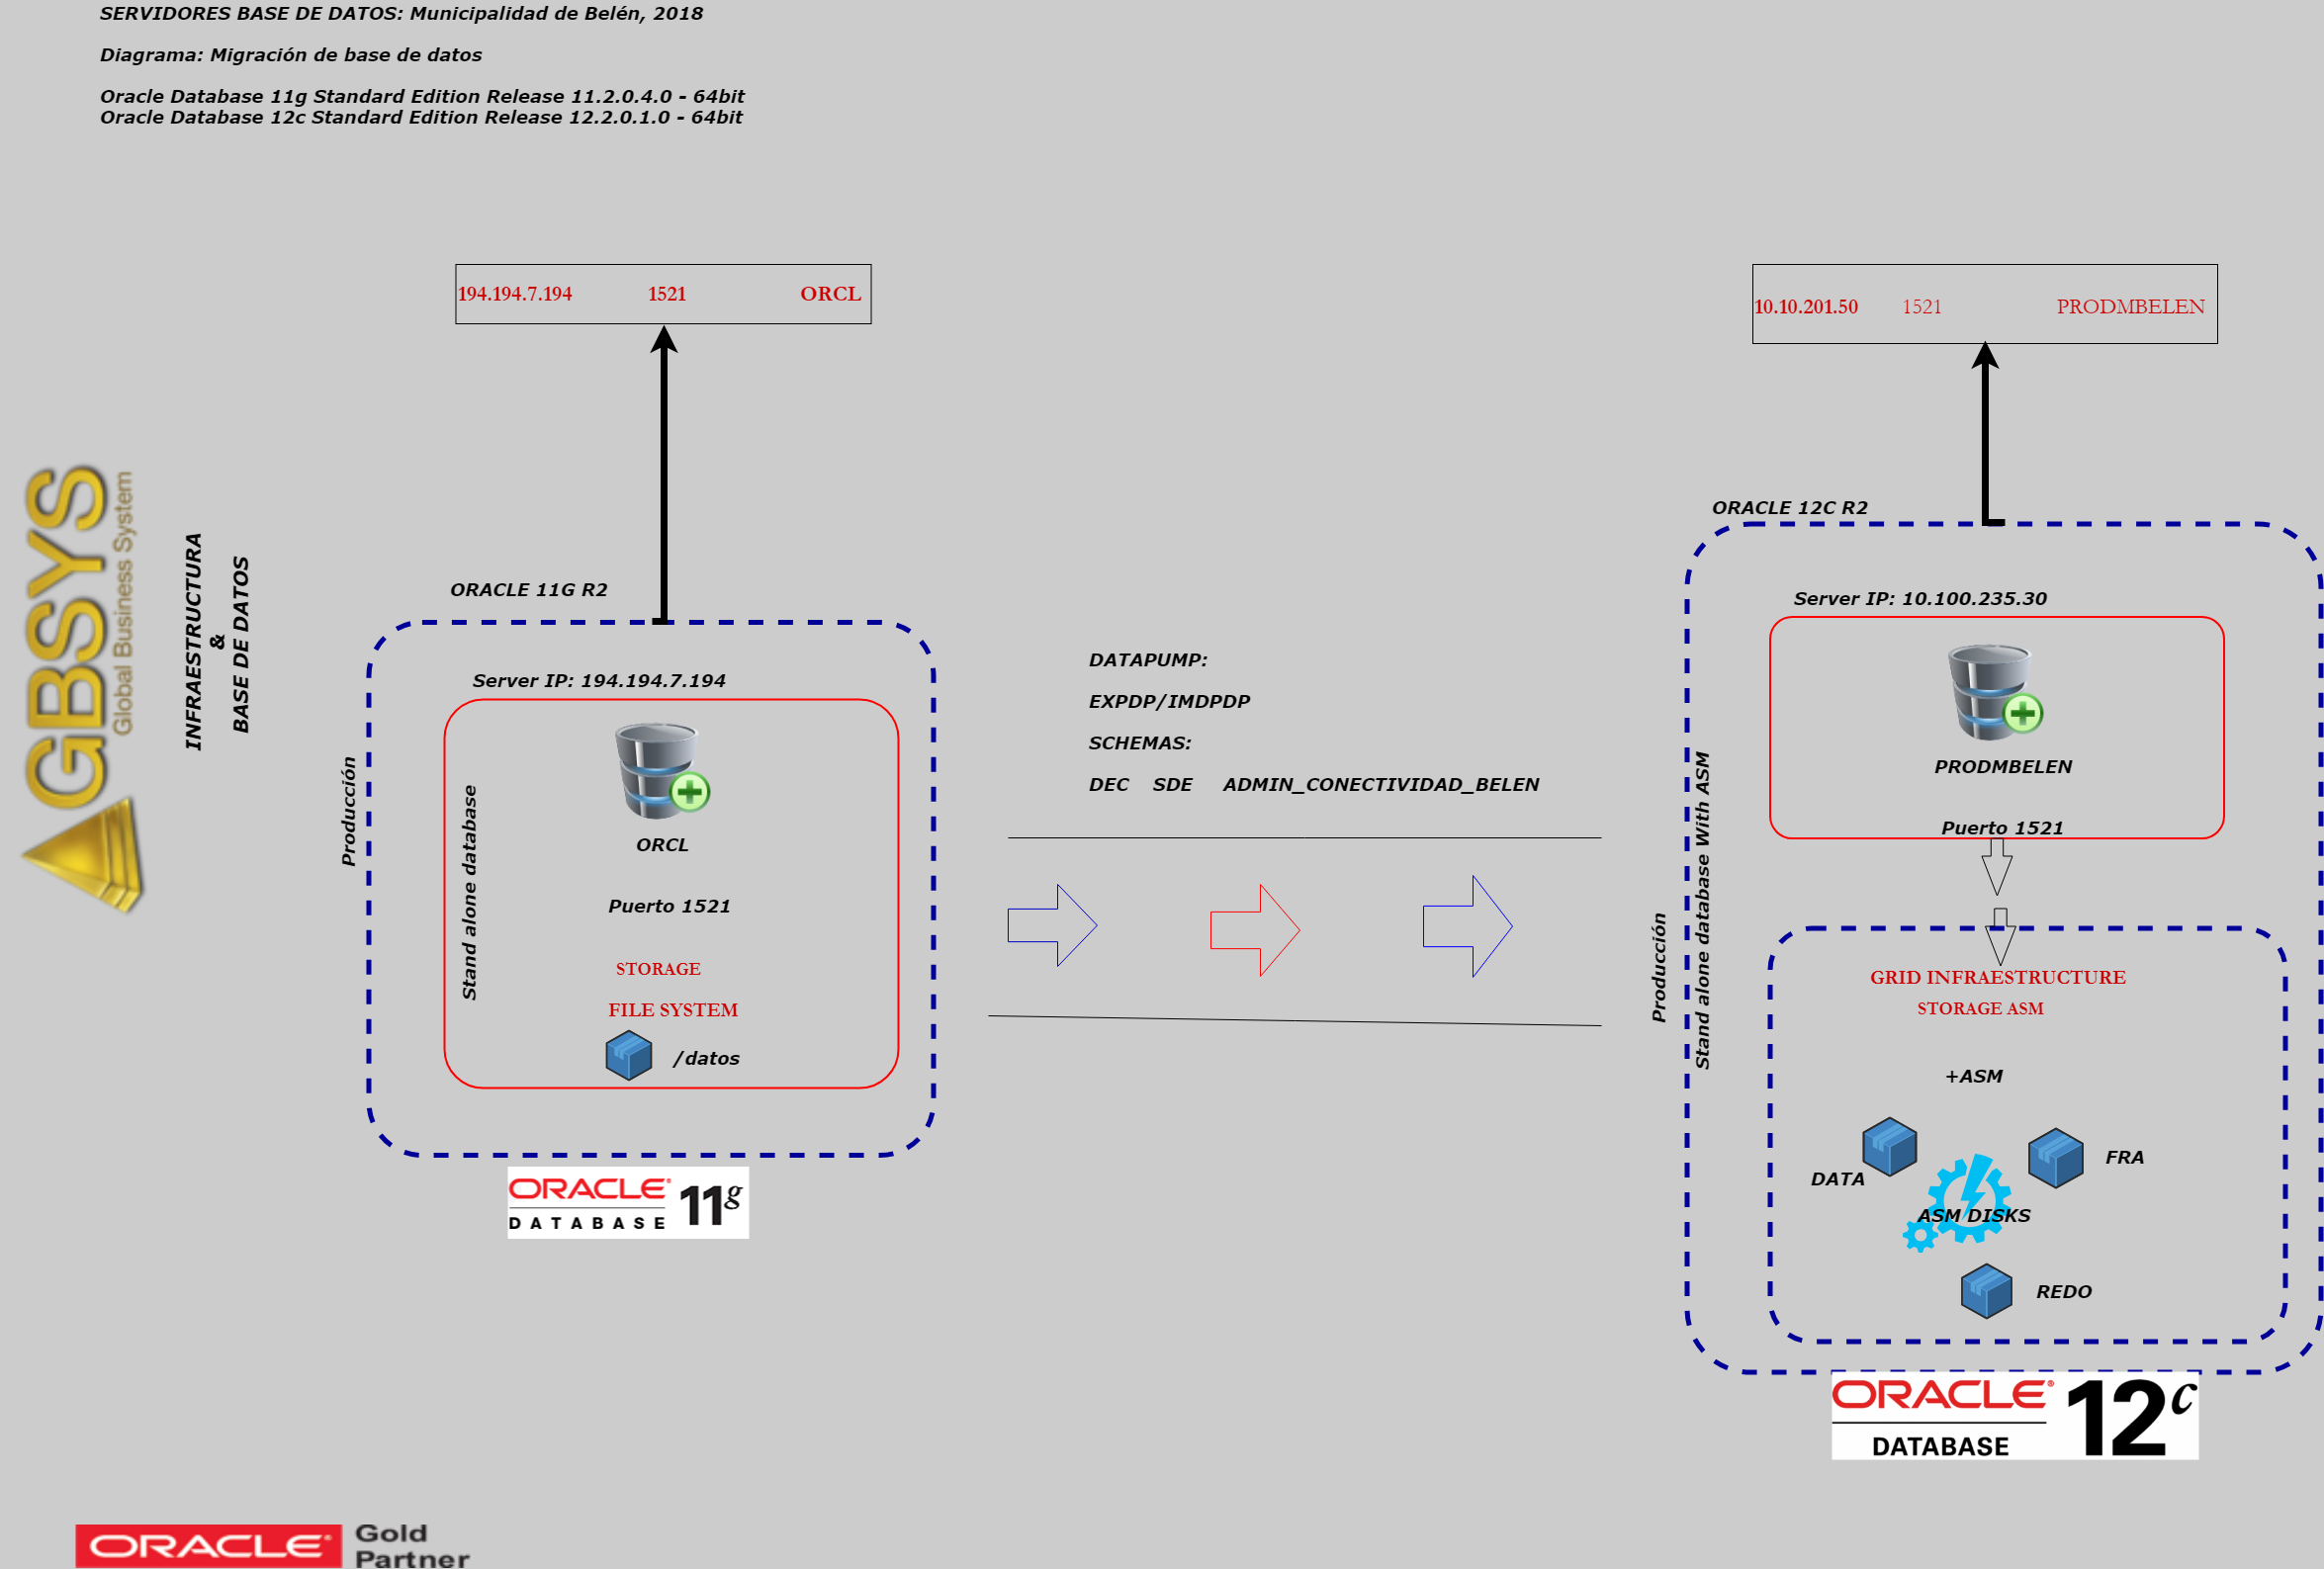 SERVIDORES BASE DE DATOS: Municipalidad de Belén, 2018
Diagrama: Migración de base de datos
Oracle Database 11g Standard Edition Release 11.2.0.4.0 - 64bit
Oracle Database 12c Standard Edition Release 12.2.0.1.0 - 64bit
194.194.7.194 1521 ORCL
10.10.201.50 1521 PRODMBELEN
GBSYS
Global Business System
INFRAESTRUCTURA
&
BASE DE DATOS
ORACLE 11G R2
Producción
Server IP: 194.194.7.194
Stand alone database
ORCL
Puerto 1521
STORAGE
FILE SYSTEM
/datos
ORACLE®
DATABASE 11g
DATAPUMP:
EXPDP/IMDPDP
SCHEMAS:
DEC SDE ADMIN_CONECTIVIDAD_BELEN
ORACLE 12C R2
Producción
Stand alone database With ASM
Server IP: 10.100.235.30
PRODMBELEN
Puerto 1521
GRID INFRAESTRUCTURE
STORAGE ASM
+ASM
DATA
FRA
ASM DISKS
REDO
ORACLE®
DATABASE 12c
ORACLE® Gold
Partner